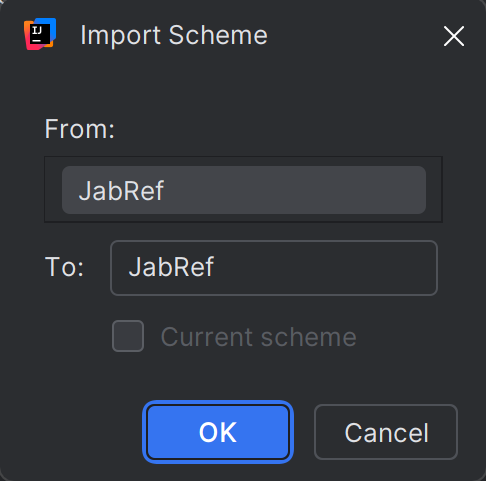 IJ
Import Scheme
From:
JabRef
To: JabRef
Current scheme
OK Cancel